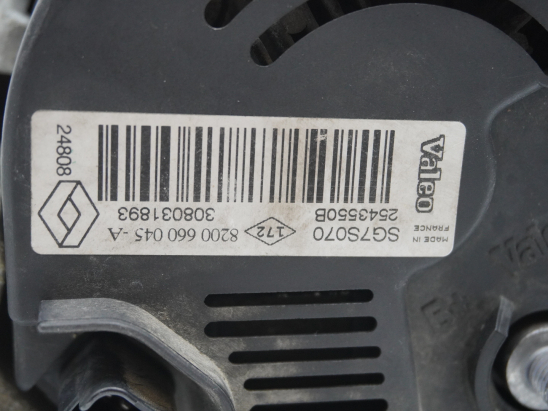 Valeo
MADE IN
FRANCE
SG7S070
2543550B
172
8200 660 045 -A
308031893
24808
B+